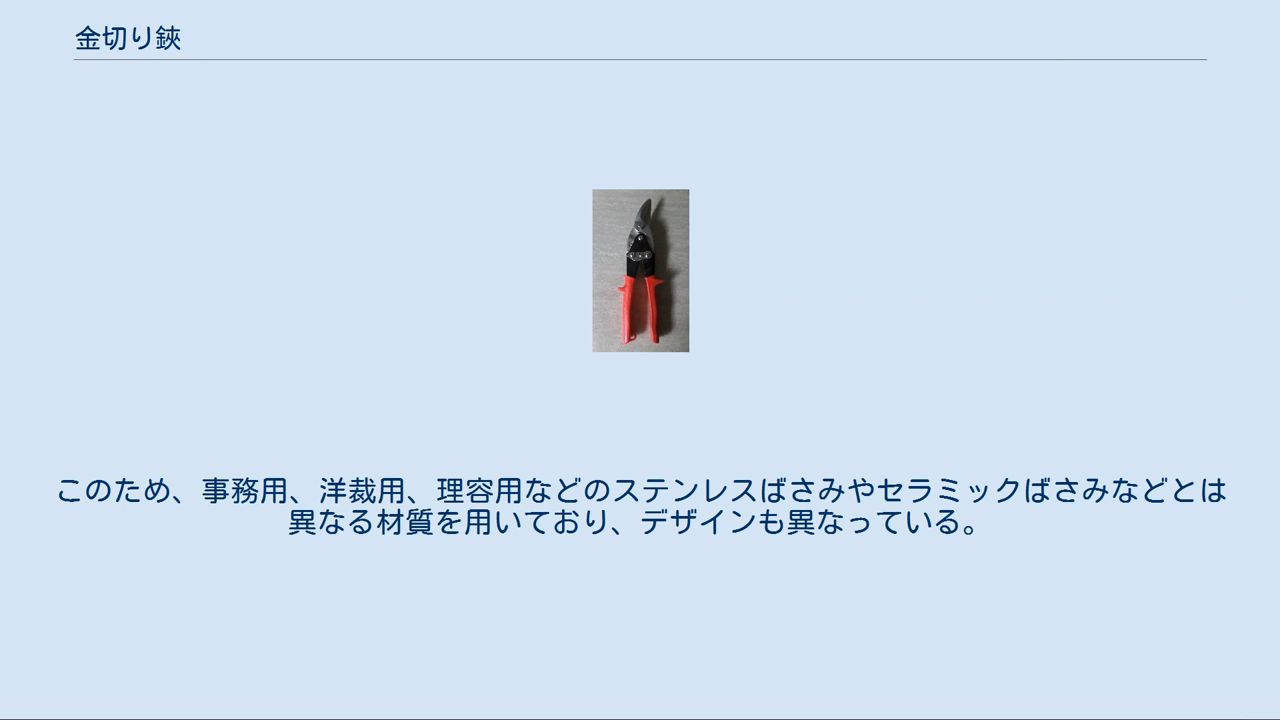 金切り鋏
このため、事務用、洋裁用、理容用などのステンレスばさみやセラミックばさみなどとは
異なる材質を用いており、デザインも異なっている。